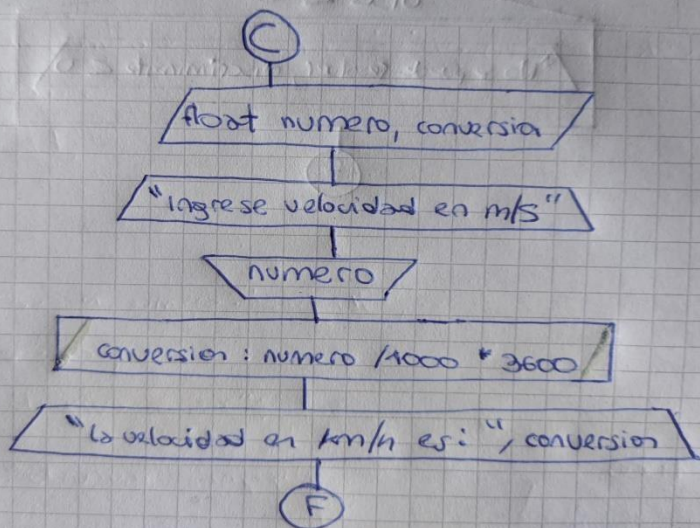 C
float numero, conversion
"Ingrese velocidad en m/s"
numero
conversion : numero /1000 * 3600
"la velocidad en km/h es: ", conversion
F